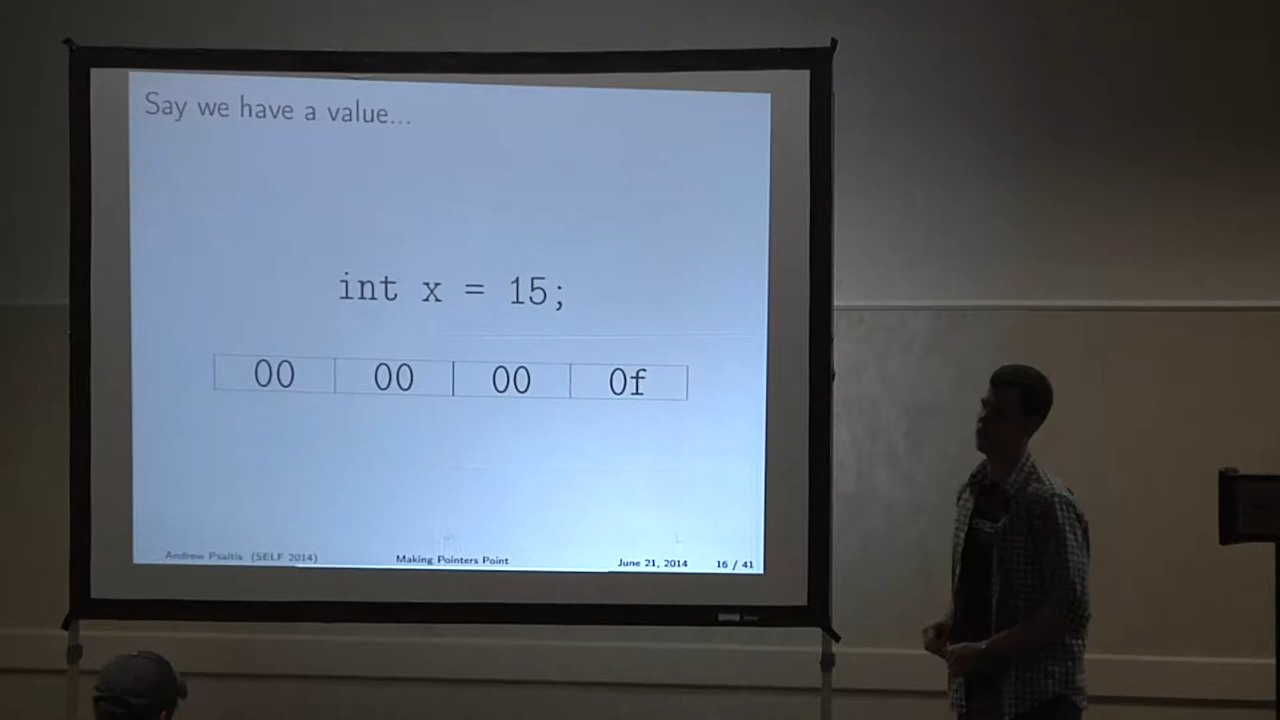 Say we have a value...
int x = 15;
00 00 00 0f
Andrew Psaltis (SELF 2014) Making Pointers Point June 21, 2014 16 / 41